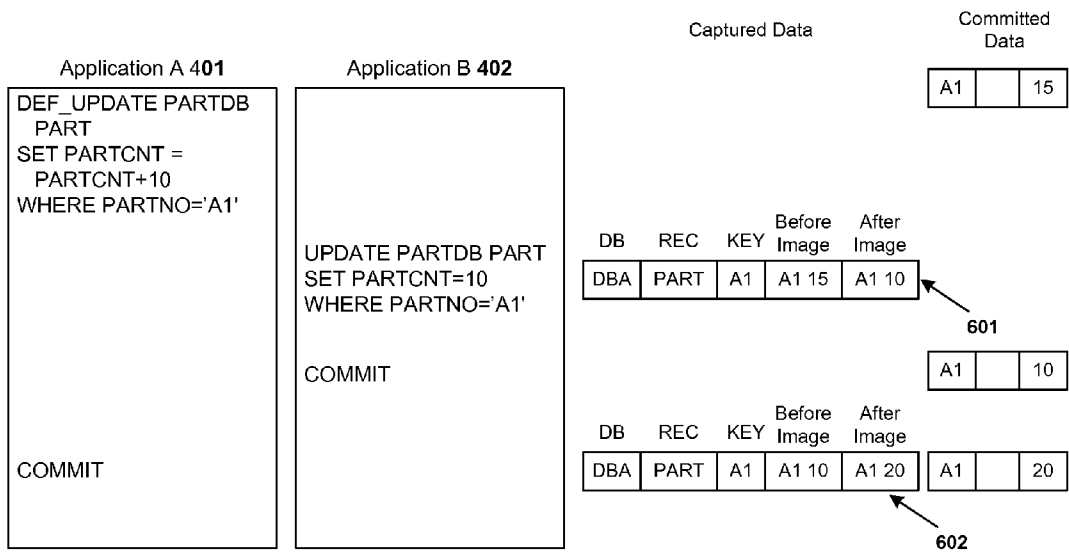 Captured Data
Committed
Data
Application A 401
Application B 402
A1 15
DEF_UPDATE PARTDB
PART
SET PARTCNT =
PARTCNT+10
WHERE PARTNO='A1'
UPDATE PARTDB PART
SET PARTCNT=10
WHERE PARTNO='A1'
DB REC KEY Before Image After Image
DBA PART A1 A1 15 A1 10
601
COMMIT
A1 10
DB REC KEY Before Image After Image
COMMIT
DBA PART A1 A1 10 A1 20
A1 20
602